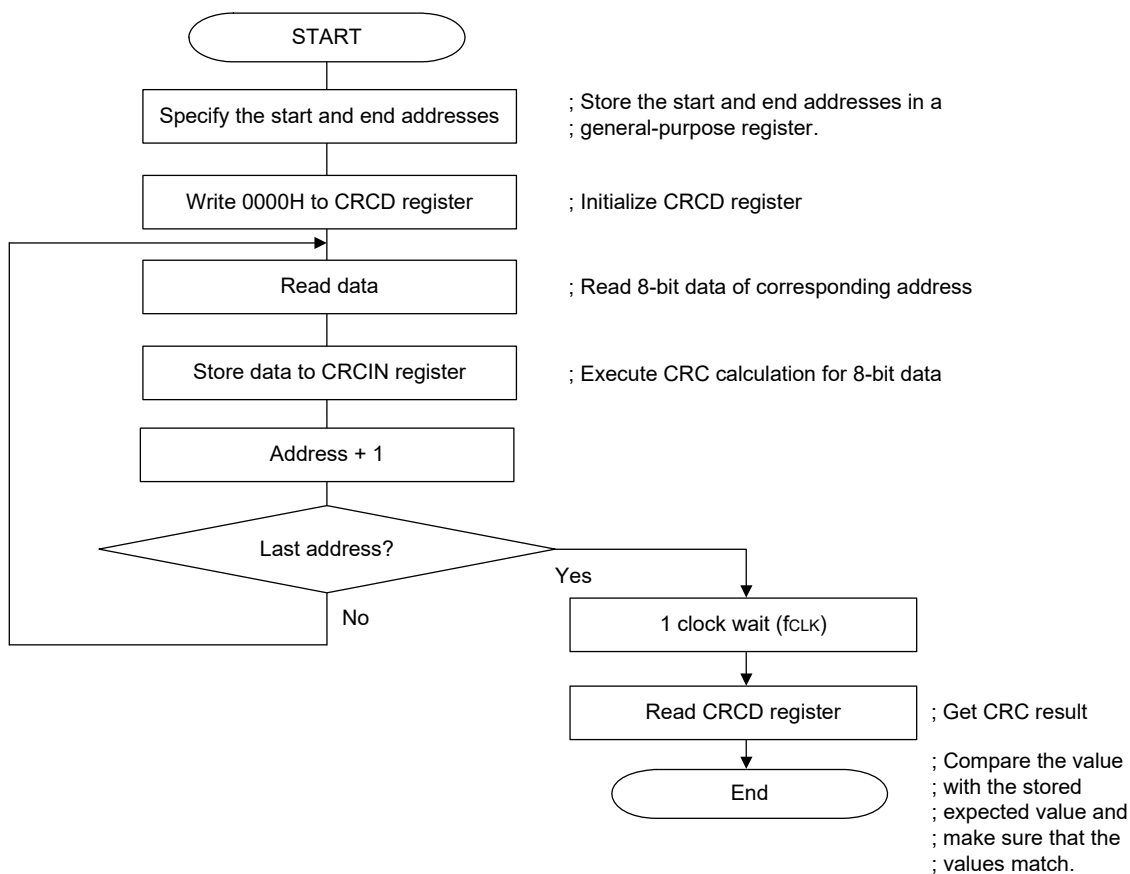 START
Specify the start and end addresses
; Store the start and end addresses in a
; general-purpose register.
Write 0000H to CRCD register
; Initialize CRCD register
Read data
; Read 8-bit data of corresponding address
Store data to CRCIN register
; Execute CRC calculation for 8-bit data
Address + 1
Last address?
Yes
No
1 clock wait (fCLK)
Read CRCD register
; Get CRC result
End
; Compare the value
; with the stored
; expected value and
; make sure that the
; values match.